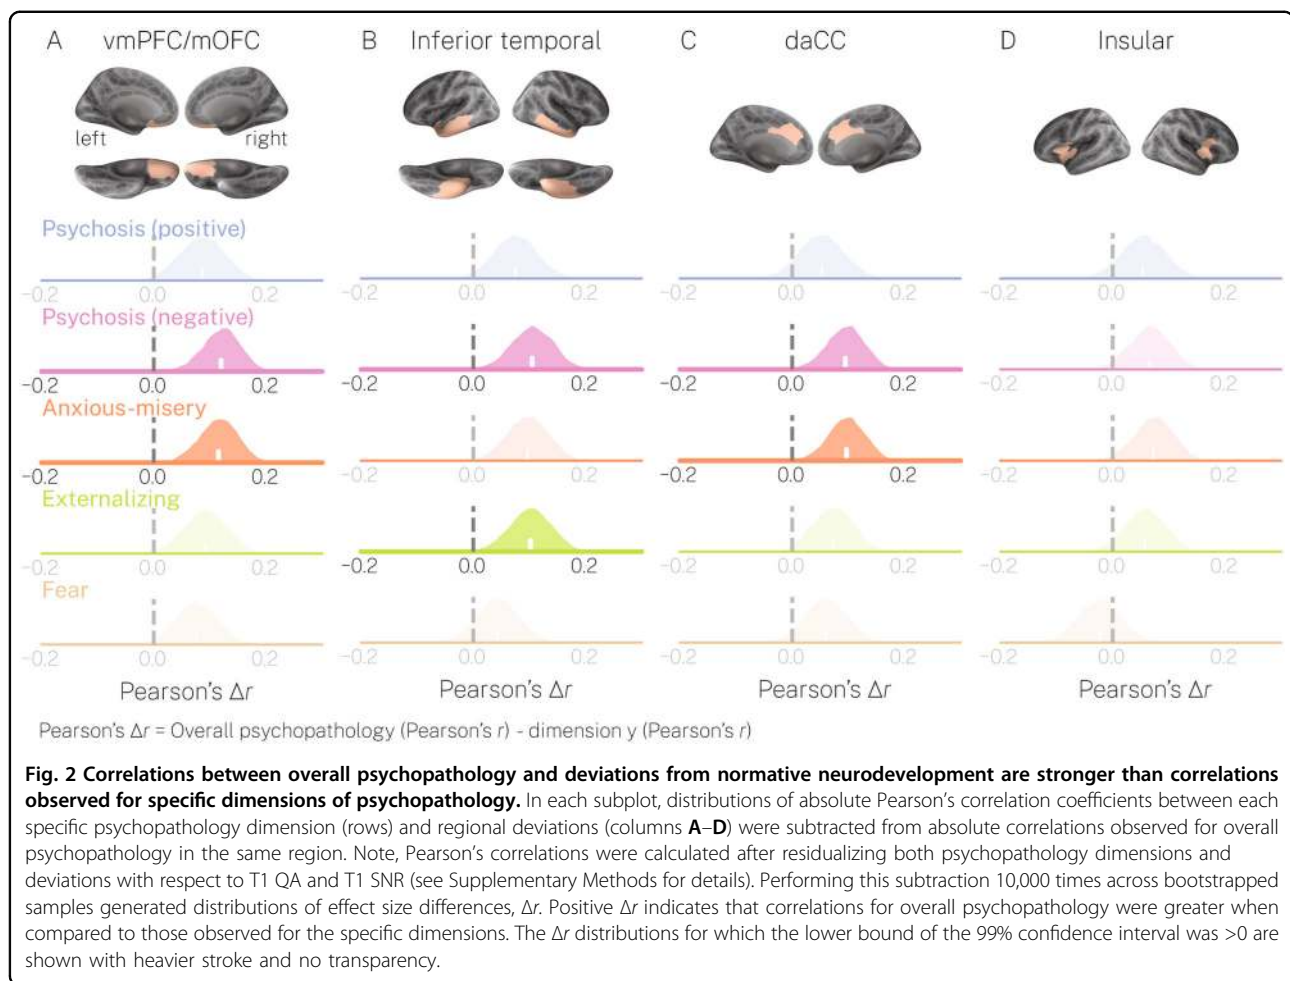 A vmPFC/mOFC B Inferior temporal C daCC D Insular
left right
Psychosis (positive)
−0.2 0.0 0.2 −0.2 0.0 0.2 −0.2 0.0 0.2 −0.2 0.0 0.2
Psychosis (negative)
−0.2 0.0 0.2 −0.2 0.0 0.2 −0.2 0.0 0.2 −0.2 0.0 0.2
Anxious-misery
−0.2 0.0 0.2 −0.2 0.0 0.2 −0.2 0.0 0.2 −0.2 0.0 0.2
Externalizing
−0.2 0.0 0.2 −0.2 0.0 0.2 −0.2 0.0 0.2 −0.2 0.0 0.2
Fear
−0.2 0.0 0.2 −0.2 0.0 0.2 −0.2 0.0 0.2 −0.2 0.0 0.2
Pearson's Δr Pearson's Δr Pearson's Δr Pearson's Δr
Pearson's Δr = Overall psychopathology (Pearson's r) - dimension y (Pearson's r)
Fig. 2 Correlations between overall psychopathology and deviations from normative neurodevelopment are stronger than correlations
observed for specific dimensions of psychopathology. In each subplot, distributions of absolute Pearson's correlation coefficients between each
specific psychopathology dimension (rows) and regional deviations (columns A–D) were subtracted from absolute correlations observed for overall
psychopathology in the same region. Note, Pearson's correlations were calculated after residualizing both psychopathology dimensions and
deviations with respect to T1 QA and T1 SNR (see Supplementary Methods for details). Performing this subtraction 10,000 times across bootstrapped
samples generated distributions of effect size differences, Δr. Positive Δr indicates that correlations for overall psychopathology were greater when
compared to those observed for the specific dimensions. The Δr distributions for which the lower bound of the 99% confidence interval was >0 are
shown with heavier stroke and no transparency.